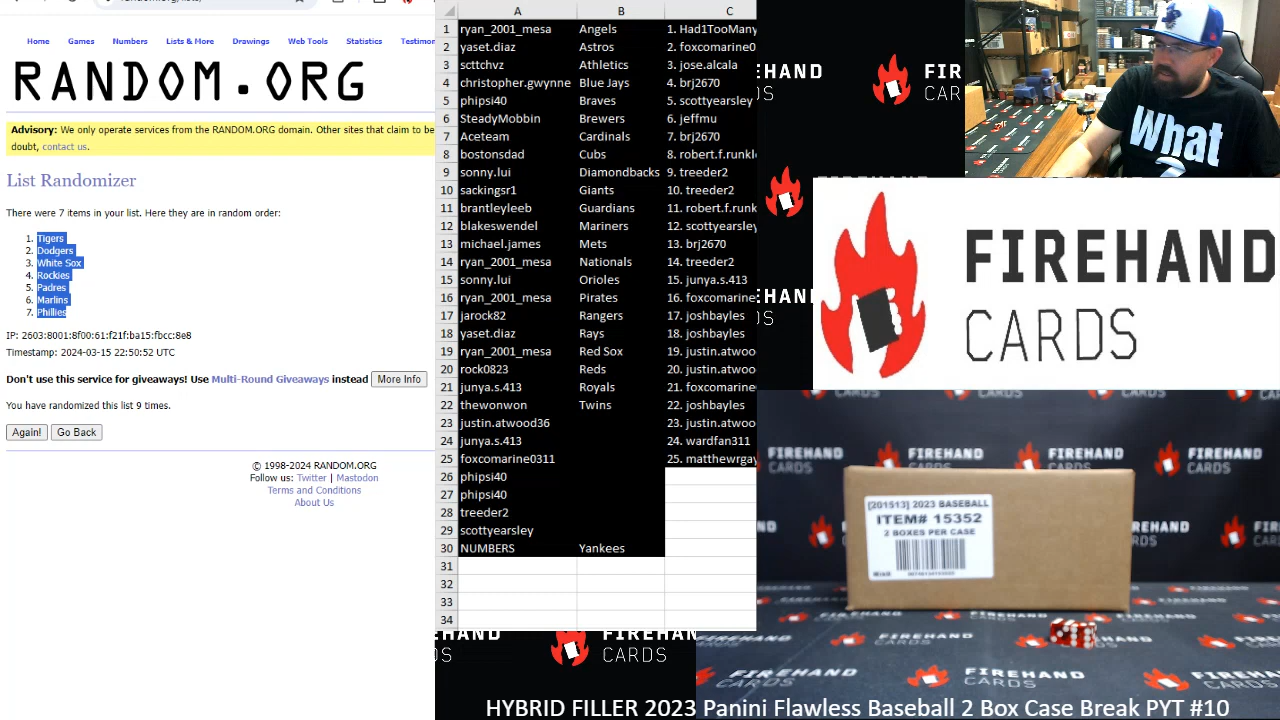 Home Games Numbers Lists & More Drawings Web Tools Statistics Testimon
RANDOM.ORG
Advisory: We only operate services from the RANDOM.ORG domain. Other sites that claim to be
doubt, contact us.
List Randomizer
There were 7 items in your list. Here they are in random order:
1. Tigers
2. Dodgers
3. White Sox
4. Rockies
5. Padres
6. Marlins
7. Phillies
IP: 2603:8001:8f00:61:f21f:ba15:fbcc:8e8
Timestamp: 2024-03-15 22:50:52 UTC
Don't use this service for giveaways! Use Multi-Round Giveaways instead More Info
You have randomized this list 9 times.
Again! Go Back
© 1998-2024 RANDOM.ORG
Follow us: Twitter | Mastodon
Terms and Conditions
About Us
A B C
1 ryan_2001_mesa Angels 1. Had1TooMany
2 yaset.diaz Astros 2. foxcomarine0
3 scttchvz Athletics 3. jose.alcala
4 christopher.gwynne Blue Jays 4. brj2670
5 phipsi40 Braves 5. scottyearsley
6 SteadyMobbin Brewers 6. jeffmu
7 Aceteam Cardinals 7. brj2670
8 bostonsdad Cubs 8. robert.f.runkl
9 sonny.lui Diamondbacks 9. treeder2
10 sackingsr1 Giants 10. treeder2
11 brantleyleeb Guardians 11. robert.f.runk
12 blakeswendel Mariners 12. scottyearsley
13 michael.james Mets 13. brj2670
14 ryan_2001_mesa Nationals 14. treeder2
15 sonny.lui Orioles 15. junya.s.413
16 ryan_2001_mesa Pirates 16. foxcomarine
17 jarock82 Rangers 17. joshbayles
18 yaset.diaz Rays 18. joshbayles
19 ryan_2001_mesa Red Sox 19. justin.atwoo
20 rock0823 Reds 20. justin.atwoo
21 junya.s.413 Royals 21. foxcomarine
22 thewonwon Twins 22. joshbayles
23 justin.atwood36 23. justin.atwoo
24 junya.s.413 24. wardfan311
25 foxcomarine0311 25. matthewrgay
26 phipsi40
27 phipsi40
28 treeder2
29 scottyearsley
30 NUMBERS Yankees
31
32
33
34
What
FIREHAND
CARDS
[201513] 2023 BASEBALL
ITEM# 15352
2 BOXES PER CASE
FIREHAND
CARDS
HYBRID FILLER 2023 Panini Flawless Baseball 2 Box Case Break PYT #10